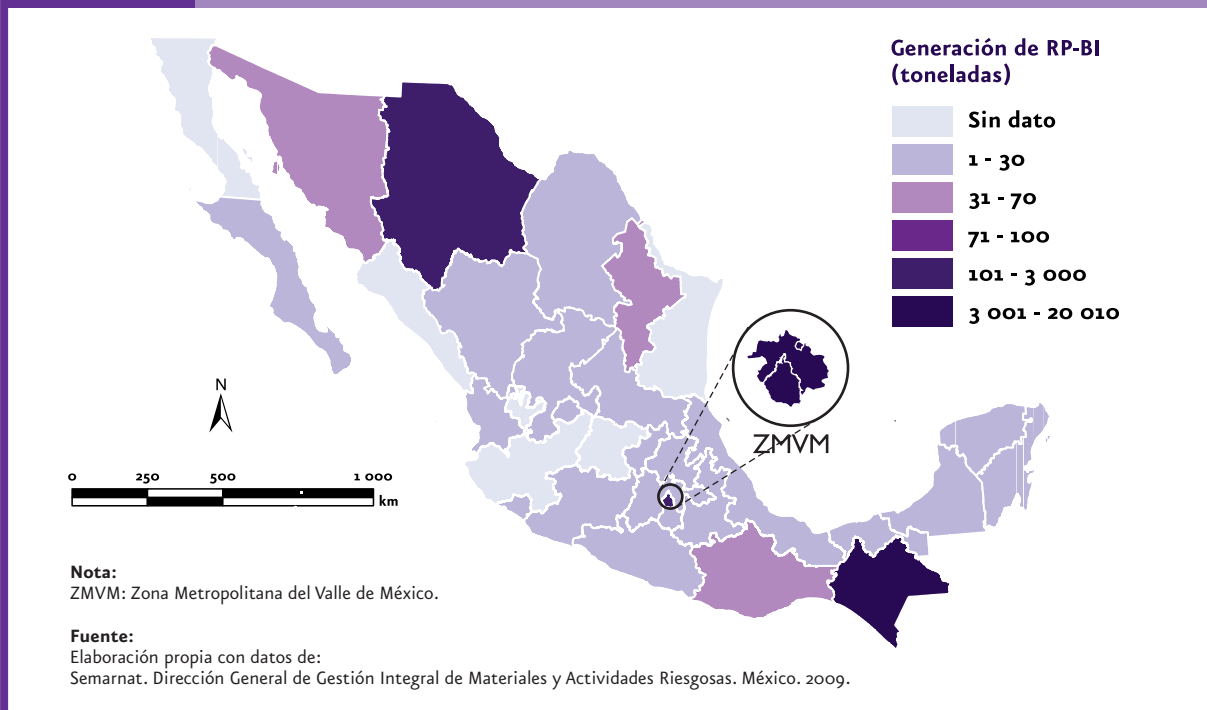 Generación de RP-BI
(toneladas)
Sin dato
1 - 30
31 - 70
71 - 100
101 - 3 000
3 001 - 20 010
ZMVM
N
0 250 500 1 000
km
Nota:
ZMVM: Zona Metropolitana del Valle de México.
Fuente:
Elaboración propia con datos de:
Semarnat. Dirección General de Gestión Integral de Materiales y Actividades Riesgosas. México. 2009.